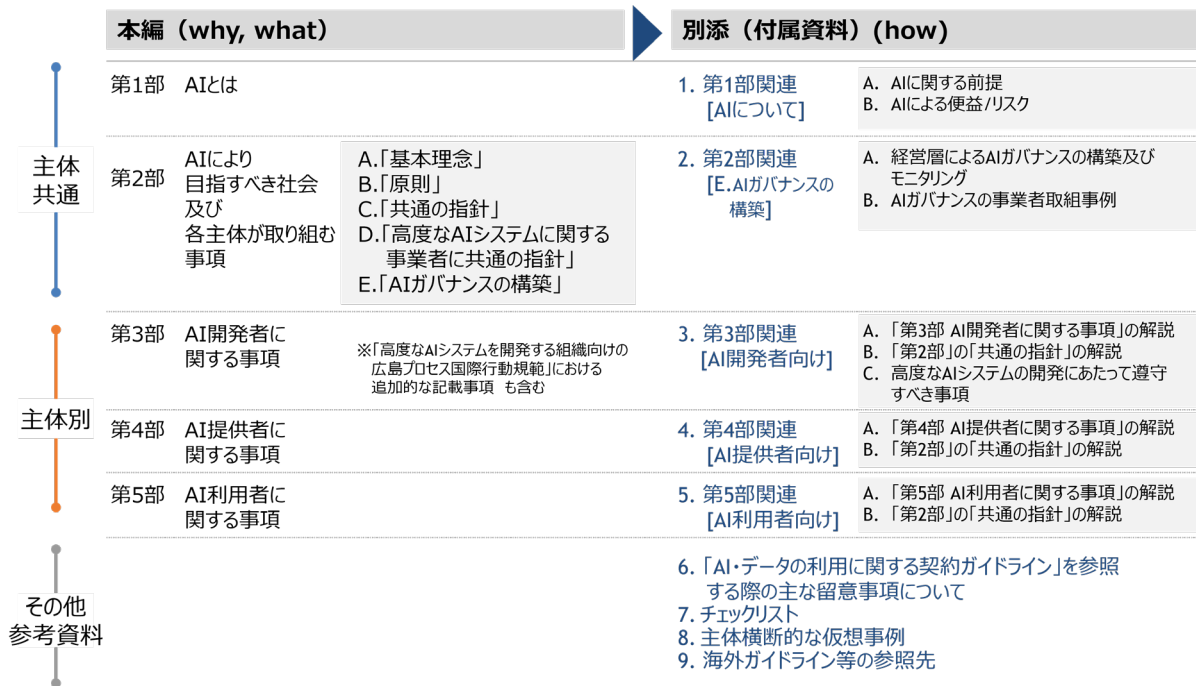 本編（why, what）
別添（付属資料）(how)
主体
共通
第1部 AIとは
1. 第1部関連
[AIについて]
A. AIに関する前提
B. AIによる便益/リスク
第2部
AIにより
目指すべき社会
及び
各主体が取り組む
事項
A.「基本理念」
B.「原則」
C.「共通の指針」
D.「高度なAIシステムに関する
事業者に共通の指針」
E.「AIガバナンスの構築」
2. 第2部関連
[E.AIガバナンスの
構築]
A. 経営層によるAIガバナンスの構築及び
モニタリング
B. AIガバナンスの事業者取組事例
主体別
第3部 AI開発者に
関する事項
※「高度なAIシステムを開発する組織向けの
広島プロセス国際行動規範」における
追加的な記載事項 も含む
3. 第3部関連
[AI開発者向け]
A. 「第3部 AI開発者に関する事項」の解説
B. 「第2部」の「共通の指針」の解説
C. 高度なAIシステムの開発にあたって遵守
すべき事項
第4部 AI提供者に
関する事項
4. 第4部関連
[AI提供者向け]
A. 「第4部 AI提供者に関する事項」の解説
B. 「第2部」の「共通の指針」の解説
第5部 AI利用者に
関する事項
5. 第5部関連
[AI利用者向け]
A. 「第5部 AI利用者に関する事項」の解説
B. 「第2部」の「共通の指針」の解説
その他
参考資料
6. 「AI・データの利用に関する契約ガイドライン」を参照
する際の主な留意事項について
7. チェックリスト
8. 主体横断的な仮想事例
9. 海外ガイドライン等の参照先